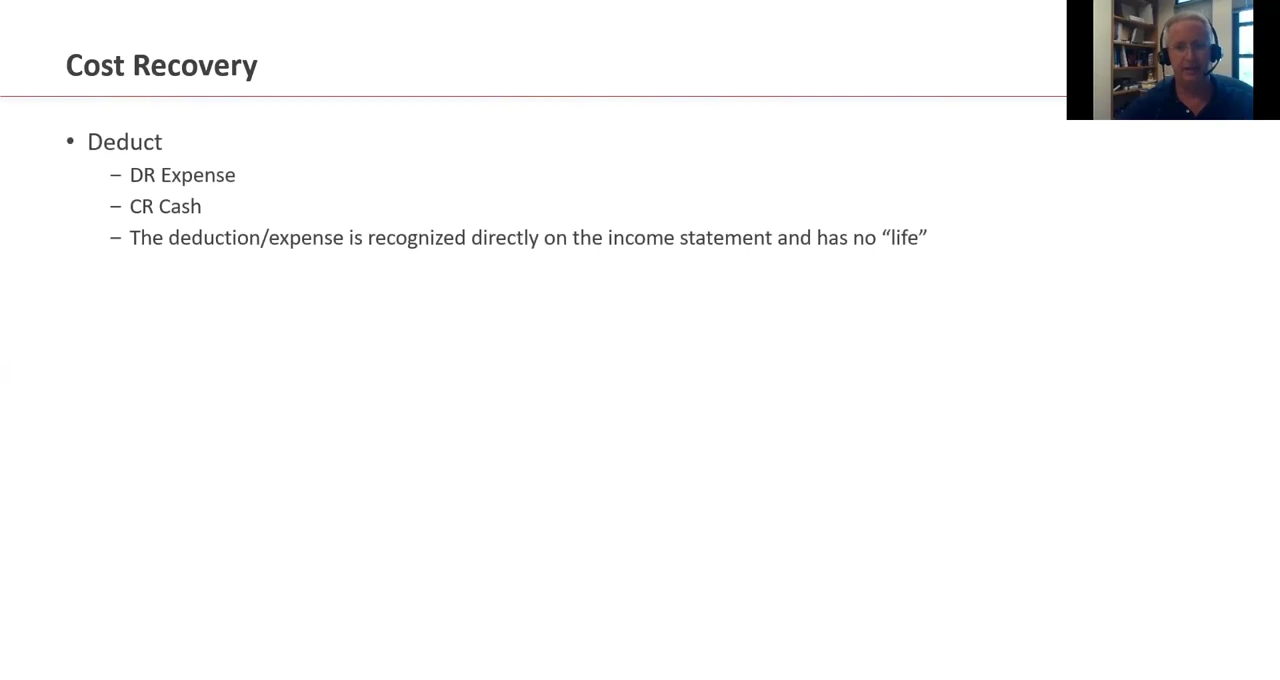 Cost Recovery
• Deduct
– DR Expense
– CR Cash
– The deduction/expense is recognized directly on the income statement and has no “life”